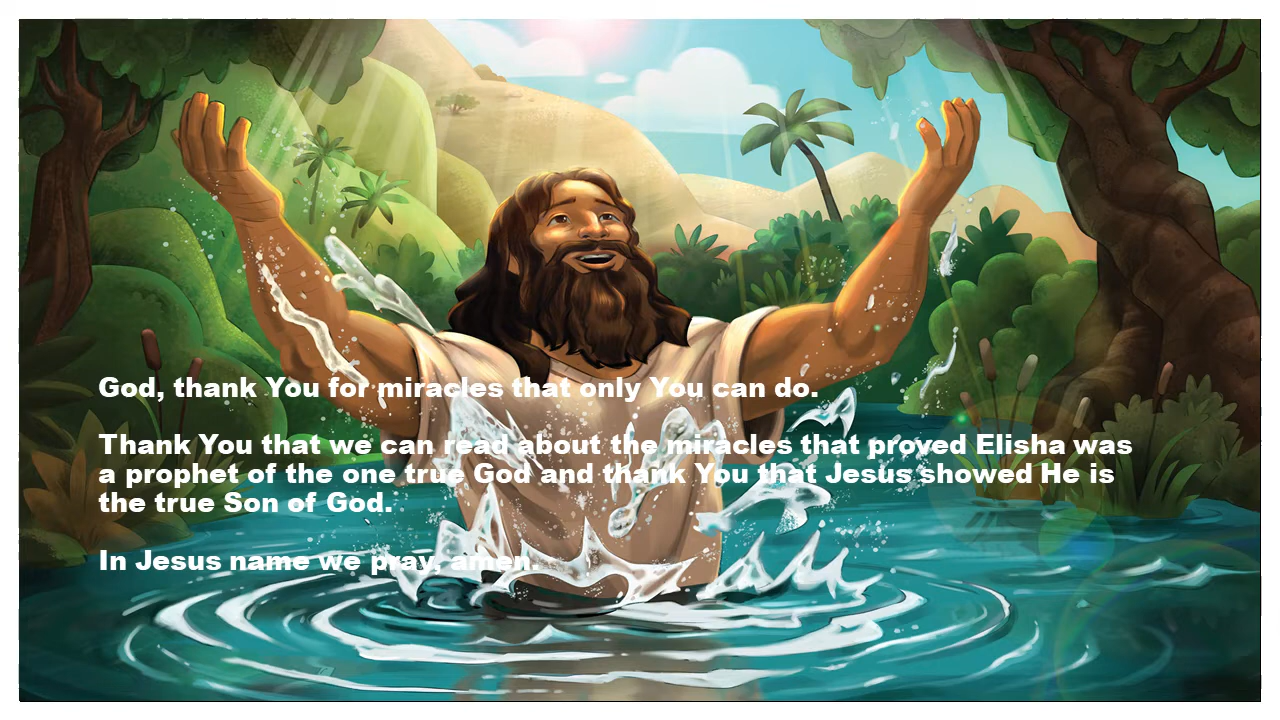 God, thank You for miracles that only You can do.
Thank You that we can read about the miracles that proved Elisha was
a prophet of the one true God and thank You that Jesus showed He is
the true Son of God.
In Jesus name we pray, amen.